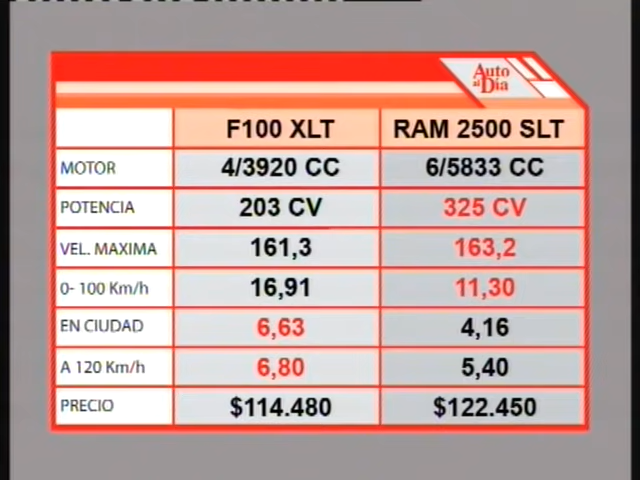 Auto
al Día
F100 XLT RAM 2500 SLT
MOTOR 4/3920 CC 6/5833 CC
POTENCIA 203 CV 325 CV
VEL. MAXIMA 161,3 163,2
0- 100 Km/h 16,91 11,30
EN CIUDAD 6,63 4,16
A 120 Km/h 6,80 5,40
PRECIO $114.480 $122.450